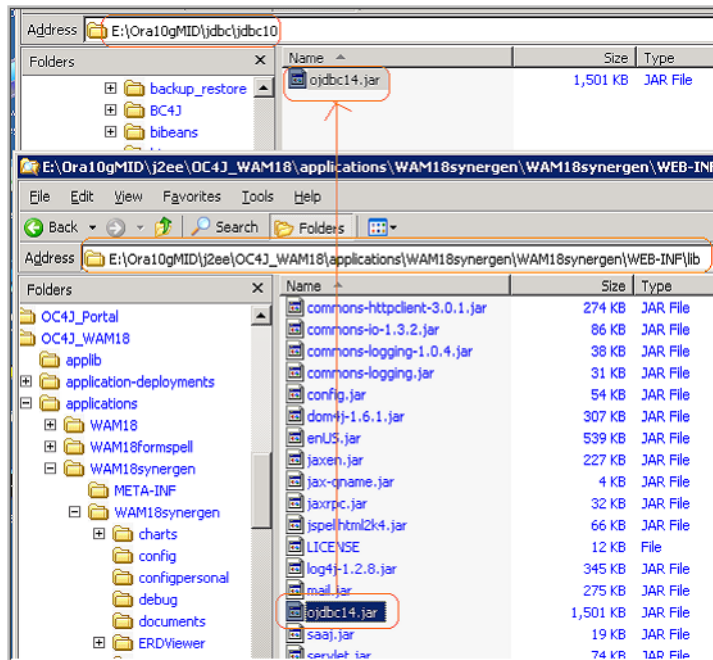 Address E:\Ora10gMID\jdbc\jdbc10
Folders x Name Size Type
ojdbc14.jar 1,501 KB JAR File
backup_restore
BC4J
bibeans
E:\Ora10gMID\j2ee\OC4J_WAM18\applications\WAM18synergen\WAM18synergen\WEB-INF
File Edit View Favorites Tools Help
Back Search Folders
Address E:\Ora10gMID\j2ee\OC4J_WAM18\applications\WAM18synergen\WAM18synergen\WEB-INF\lib
Folders x Name Size Type
OC4J_Portal
OC4J_WAM18
applib
application-deployments
applications
WAM18
WAM18formspell
WAM18synergen
META-INF
WAM18synergen
charts
config
configpersonal
debug
documents
ERDViewer
commons-httpclient-3.0.1.jar 274 KB JAR File
commons-io-1.3.2.jar 86 KB JAR File
commons-logging-1.0.4.jar 38 KB JAR File
commons-logging.jar 31 KB JAR File
config.jar 54 KB JAR File
dom4j-1.6.1.jar 307 KB JAR File
enUS.jar 539 KB JAR File
jaxen.jar 227 KB JAR File
jax-qname.jar 4 KB JAR File
jaxrpc.jar 32 KB JAR File
jspellhtml2k4.jar 66 KB JAR File
LICENSE 12 KB File
log4j-1.2.8.jar 345 KB JAR File
mail.jar 275 KB JAR File
ojdbc14.jar 1,501 KB JAR File
saaj.jar 19 KB JAR File
servlet.jar 74 KB JAR File